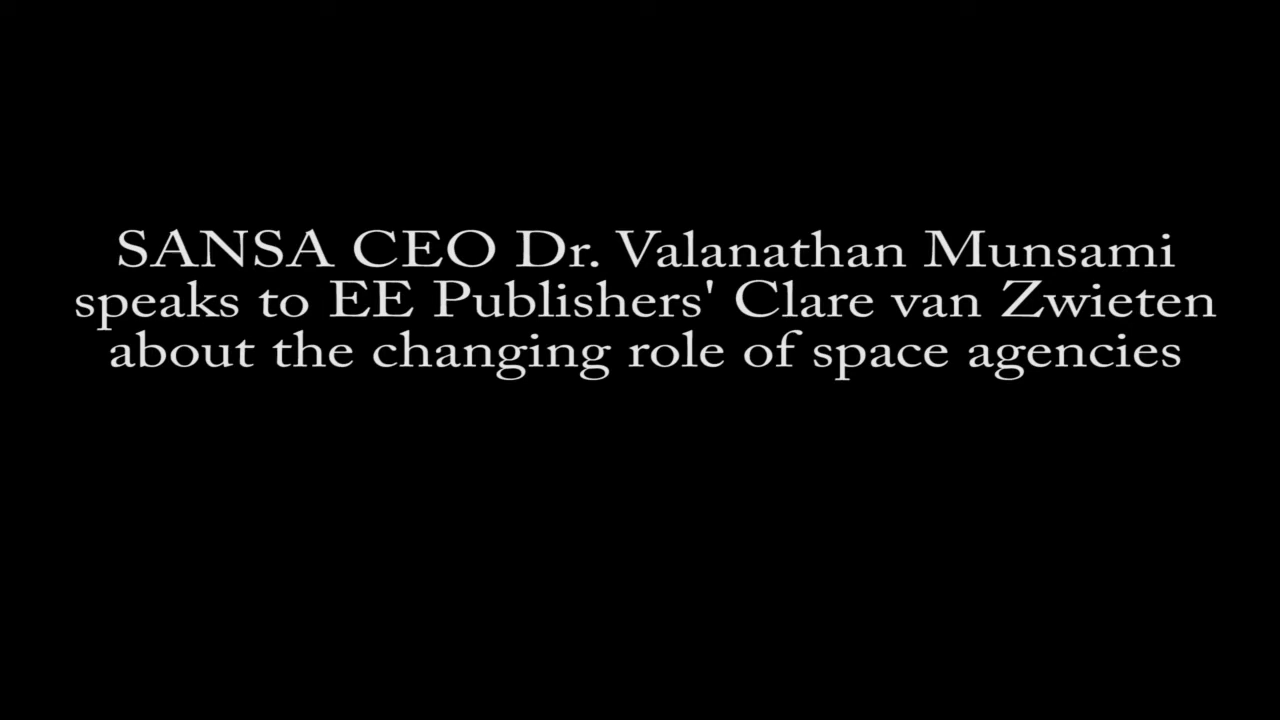 SANSA CEO Dr. Valanathan Munsami
speaks to EE Publishers' Clare van Zwieten
about the changing role of space agencies